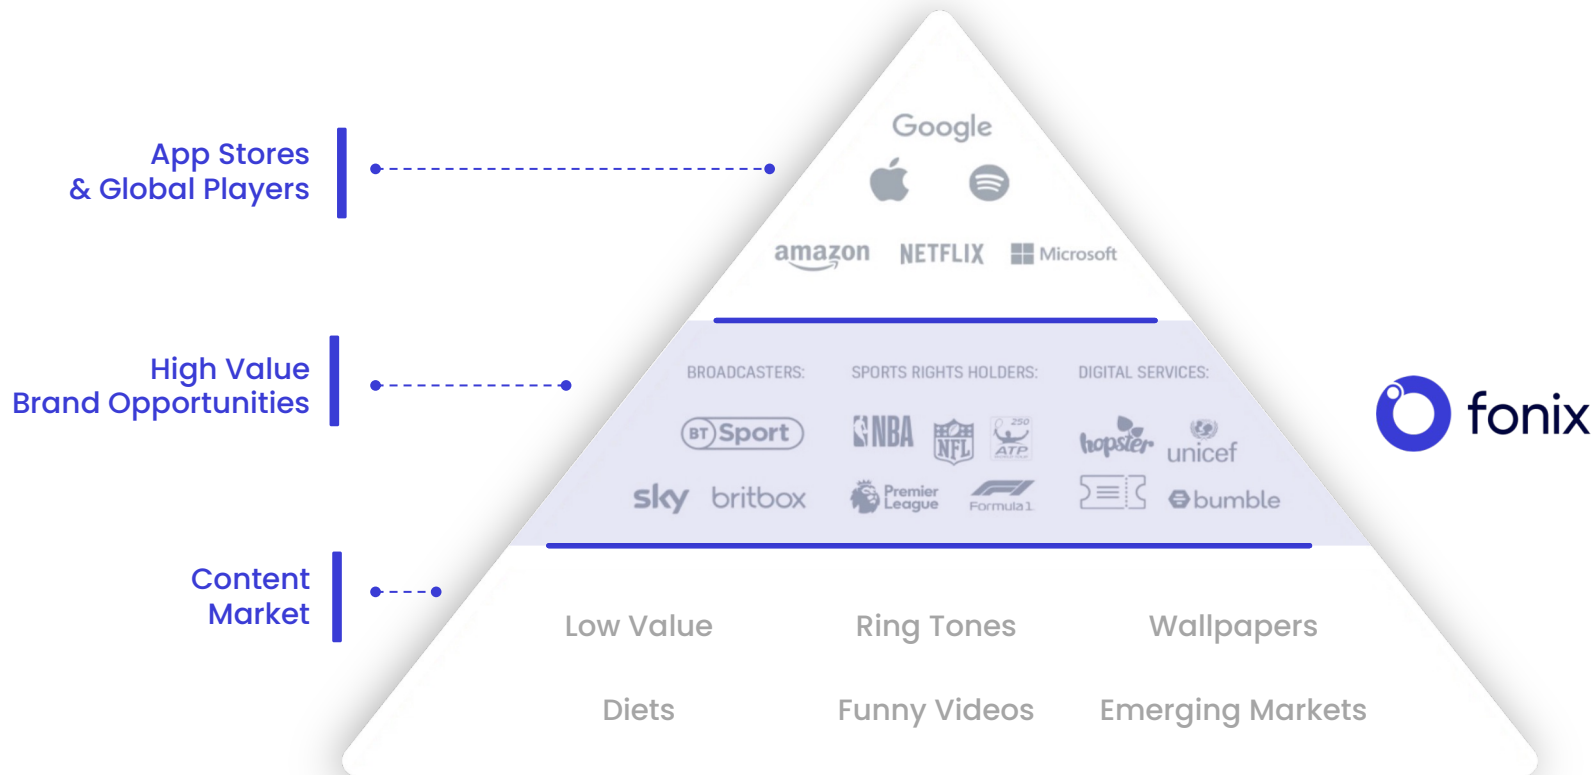 Google
App Stores
& Global Players
amazon NETFLIX Microsoft
High Value
Brand Opportunities
BROADCASTERS: SPORTS RIGHTS HOLDERS: DIGITAL SERVICES:
BT Sport NBA NFL 250 ATP hopster unicef
sky britbox Premier League Formula 1 bumble
fonix
Content
Market
Low Value Ring Tones Wallpapers
Diets Funny Videos Emerging Markets